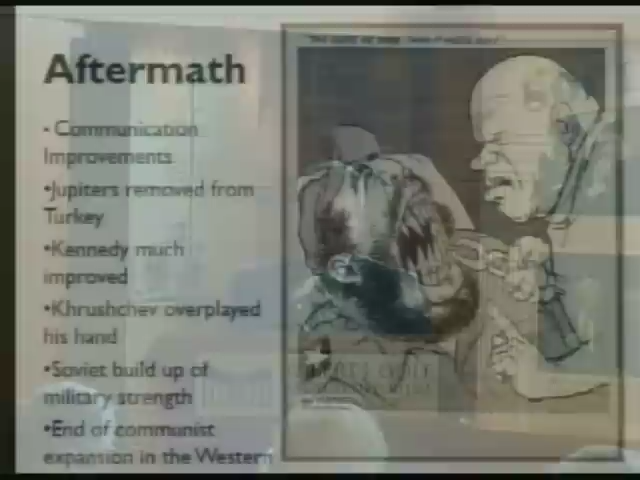 Aftermath
• Communication
Improvements
•Jupiters removed from
Turkey
•Kennedy much
improved
•Khrushchev overplayed
his hand
•Soviet build up of
military strength
•End of communist
expansion in the Western